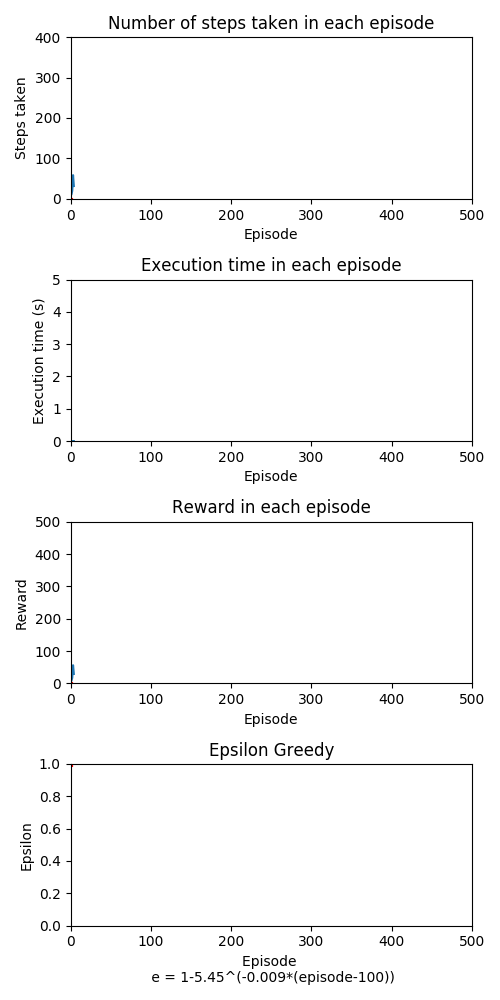 Number of steps taken in each episode
400
300
200
100
0
Steps taken
0 100 200 300 400 500
Episode
Execution time in each episode
5
4
3
2
1
0
Execution time (s)
0 100 200 300 400 500
Episode
Reward in each episode
500
400
300
200
100
0
Reward
0 100 200 300 400 500
Episode
Epsilon Greedy
1.0
0.8
0.6
0.4
0.2
0.0
Epsilon
0 100 200 300 400 500
Episode
e = 1-5.45^(-0.009*(episode-100))